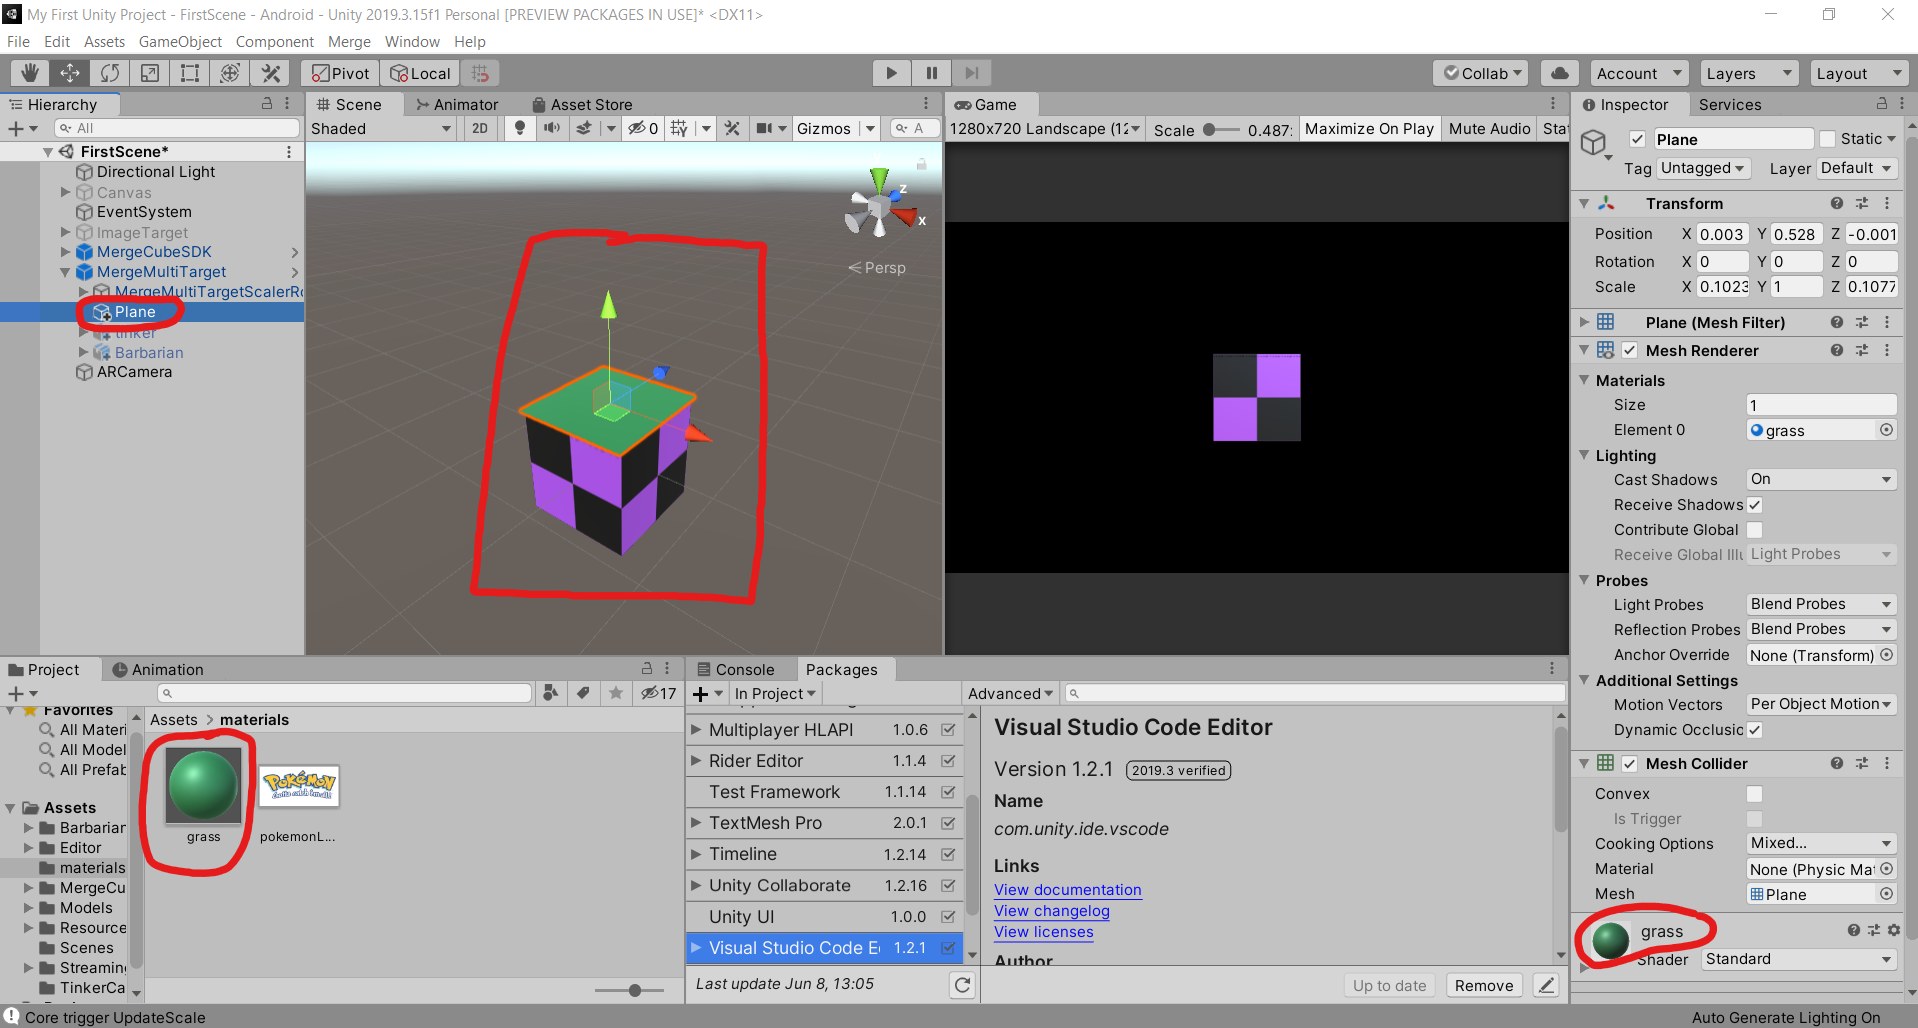 My First Unity Project - FirstScene - Android - Unity 2019.3.15f1 Personal [PREVIEW PACKAGES IN USE]* <DX11>
File Edit Assets GameObject Component Merge Window Help
Pivot Local Collab Account Layers Layout
Hierarchy
All
FirstScene*
Directional Light
Canvas
EventSystem
ImageTarget
MergeCubeSDK
MergeMultiTarget
MergeMultiTargetScalerRo
Plane
tinker
Barbarian
ARCamera
Scene Animator Asset Store
Shaded 2D 0 Gizmos A
z
x
Persp
Game
1280x720 Landscape (12 Scale 0.487: Maximize On Play Mute Audio Stat
Inspector Services
Plane Static
Tag Untagged Layer Default
Transform
Position X 0.003 Y 0.528 Z -0.001
Rotation X 0 Y 0 Z 0
Scale X 0.1023 Y 1 Z 0.1077
Plane (Mesh Filter)
Mesh Renderer
Materials
Size 1
Element 0 grass
Lighting
Cast Shadows On
Receive Shadows
Contribute Global
Receive Global Illu Light Probes
Probes
Light Probes Blend Probes
Reflection Probes Blend Probes
Anchor Override None (Transform)
Additional Settings
Motion Vectors Per Object Motion
Dynamic Occlusic
Mesh Collider
Convex
Is Trigger
Cooking Options Mixed...
Material None (Physic Mat
Mesh Plane
grass
Shader Standard
Project Animation
17
Favorites
All Materi
All Model
All Prefab
Assets
Barbarian
Editor
materials
MergeCu
Models
Resource
Scenes
Streaming
TinkerCa
Assets > materials
POKéMON
grass
pokemonL...
Console Packages
In Project Advanced
Multiplayer HLAPI 1.0.6
Rider Editor 1.1.4
Test Framework 1.1.14
TextMesh Pro 2.0.1
Timeline 1.2.14
Unity Collaborate 1.2.16
Unity UI 1.0.0
Visual Studio Code Ec 1.2.1
Last update Jun 8, 13:05
Visual Studio Code Editor
Version 1.2.1 2019.3 verified
Name
com.unity.ide.vscode
Links
View documentation
View changelog
View licenses
Author
Up to date Remove
Core trigger UpdateScale
Auto Generate Lighting On